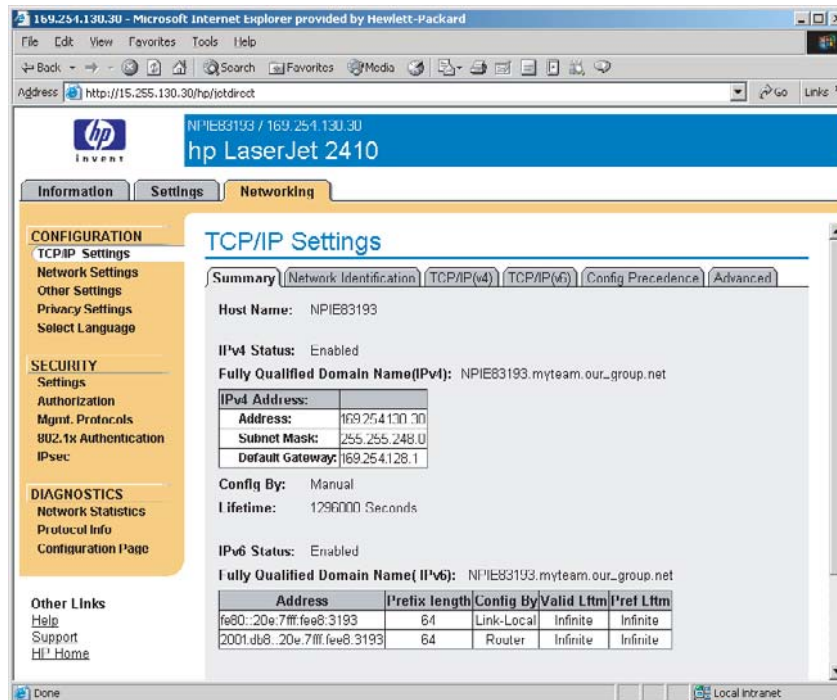 169.254.130.30 - Microsoft Internet Explorer provided by Hewlett-Packard
File Edit View Favorites Tools Help
Back Search Favorites Media
Address http://15.255.130.30/hp/jetdirect Go Links
hp
invent
NPIE83193 / 169.254.130.30
hp LaserJet 2410
Information Settings Networking
CONFIGURATION
TCP/IP Settings
Network Settings
Other Settings
Privacy Settings
Select Language
SECURITY
Settings
Authorization
Mgmt. Protocols
802.1x Authentication
IPsec
DIAGNOSTICS
Network Statistics
Protocol Info
Configuration Page
Other Links
Help
Support
HP Home
TCP/IP Settings
Summary Network Identification TCP/IP(v4) TCP/IP(v6) Config Precedence Advanced
Host Name: NPIE83193
IPv4 Status: Enabled
Fully Qualified Domain Name(IPv4): NPIE83193.myteam.our_group.net
IPv4 Address:
Address: 169.254.130.30
Subnet Mask: 255.255.248.0
Default Gateway: 169.254.128.1
Config By: Manual
Lifetime: 1296000 Seconds
IPv6 Status: Enabled
Fully Qualified Domain Name( IPv6): NPIE83193.myteam.our_group.net
Address Prefix length Config By Valid Lftm Pref Lftm
fe80::20e:7fff:fee8:3193 64 Link-Local Infinite Infinite
2001:db8::20e:7fff:fee8:3193 64 Router Infinite Infinite
Done Local intranet